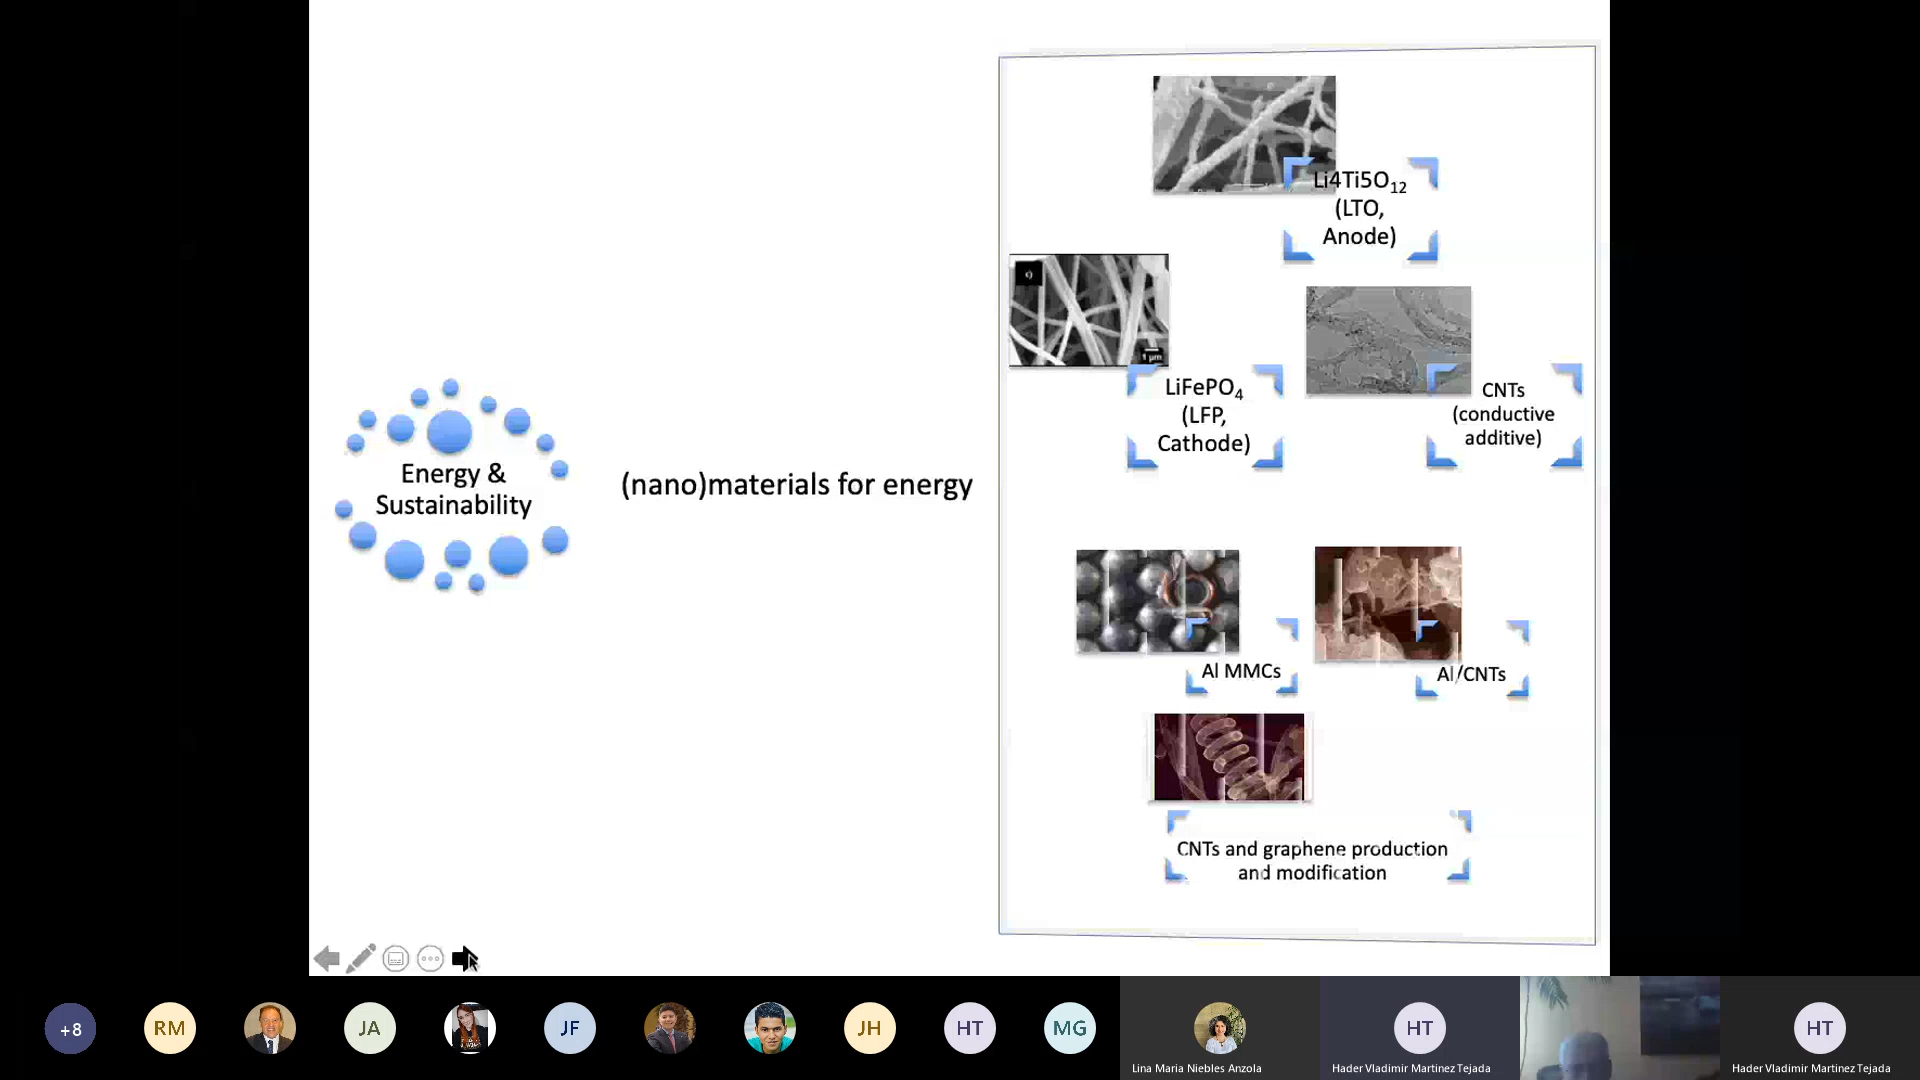 Li4Ti5O₁₂
(LTO,
Anode)
1 µm
LiFePO₄
(LFP,
Cathode)
CNTs
(conductive
additive)
Energy &
Sustainability
(nano)materials for energy
Al MMCs
Al/CNTs
CNTs and graphene production
and modification
+8
RM
JA
JF
JH
HT
MG
HT
HT
Lina Maria Niebles Anzola
Hader Vladimir Martinez Tejada
Hader Vladimir Martinez Tejada